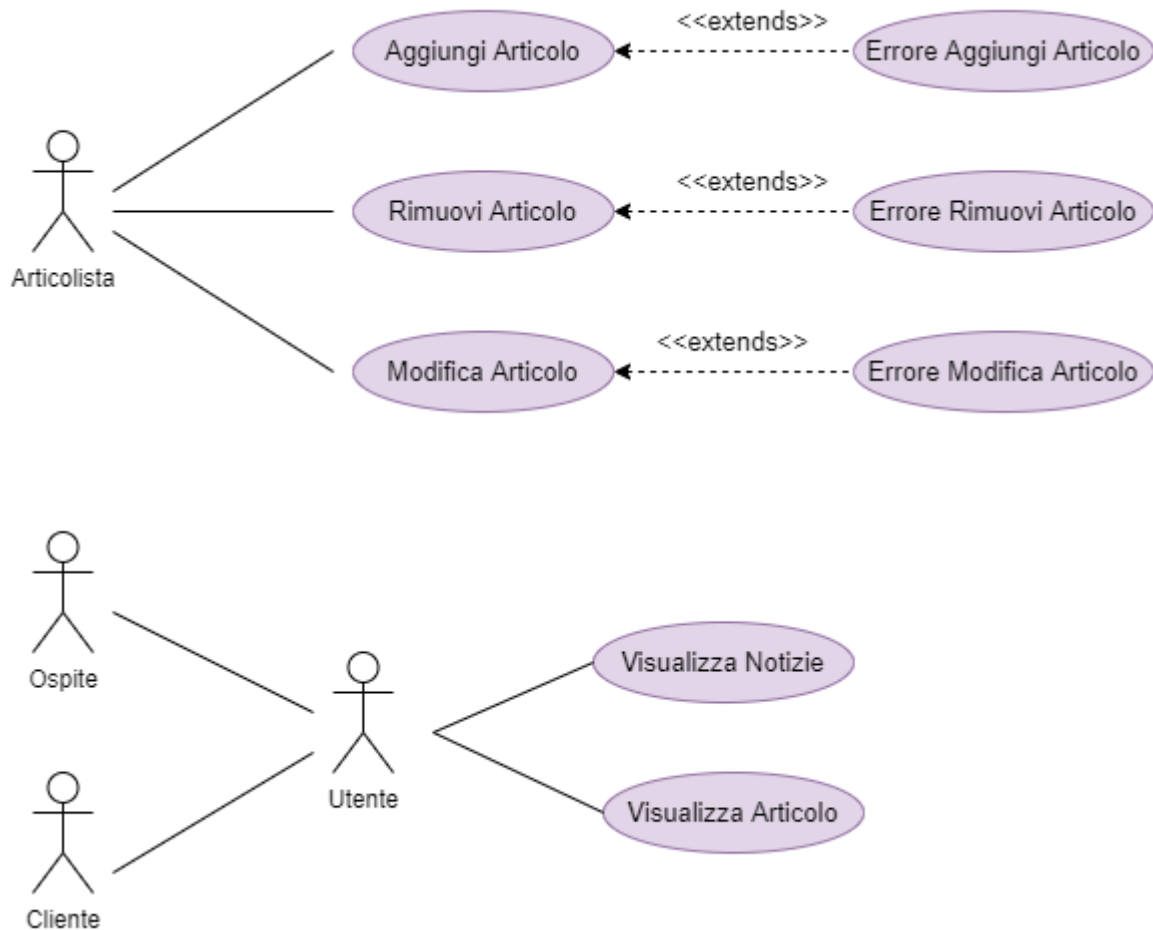 <<extends>>
Aggiungi Articolo
Errore Aggiungi Articolo
<<extends>>
Rimuovi Articolo
Errore Rimuovi Articolo
Articolista
<<extends>>
Modifica Articolo
Errore Modifica Articolo
Ospite
Visualizza Notizie
Utente
Visualizza Articolo
Cliente